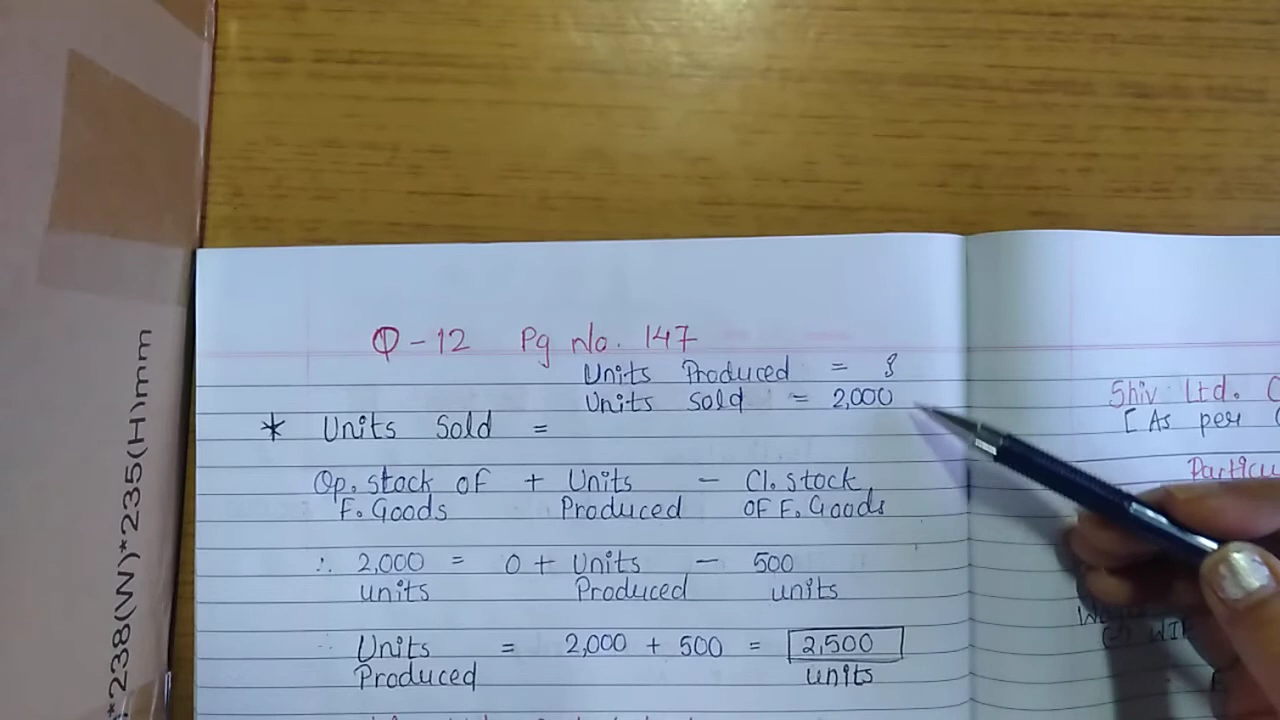 *238(W)*235(H)mm
Q-12 Pg No. 147
Units Produced = ?
Units Sold = 2,000
* Units Sold =
Op. stock of + Units - Cl. stock
F. Goods Produced OF F. Goods
∴ 2,000 = 0 + Units - 500
units Produced units
∴ Units = 2,000 + 500 = 2,500
Produced units
Shiv Ltd.
[As per
Particu